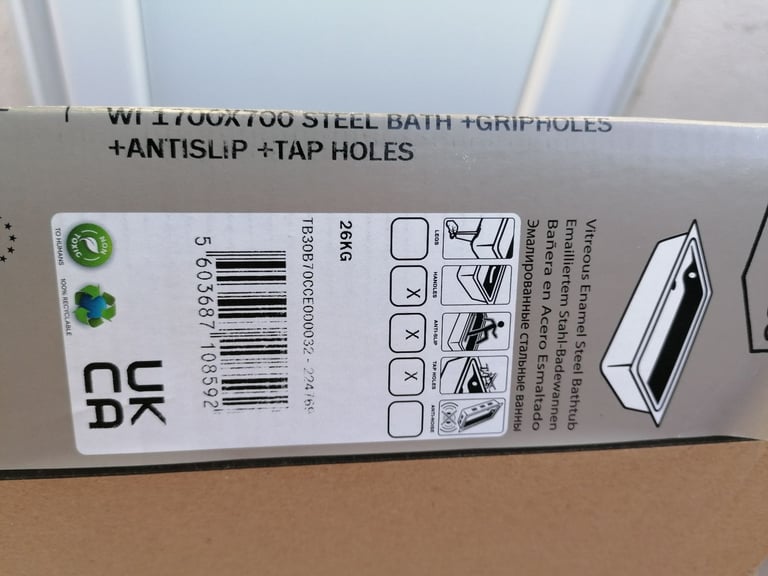 WI 1700X700 STEEL BATH +GRIPHOLES
+ANTISLIP +TAP HOLES
Vitreous Enamel Steel Bathtub
Emailliertem Stahl-Badewannen
Bañera en Acero Esmaltado
Эмалированные стальные ванны
LEGS
HANDLES
X
ANTI-SLIP
X
TAP HOLES
X
ANTI-NOISE
26KG
TB30B70CCE000032 - 224769
5 603687 108592
NON TOXIC
TO HUMANS
100% RECYCLABLE
UK
CA